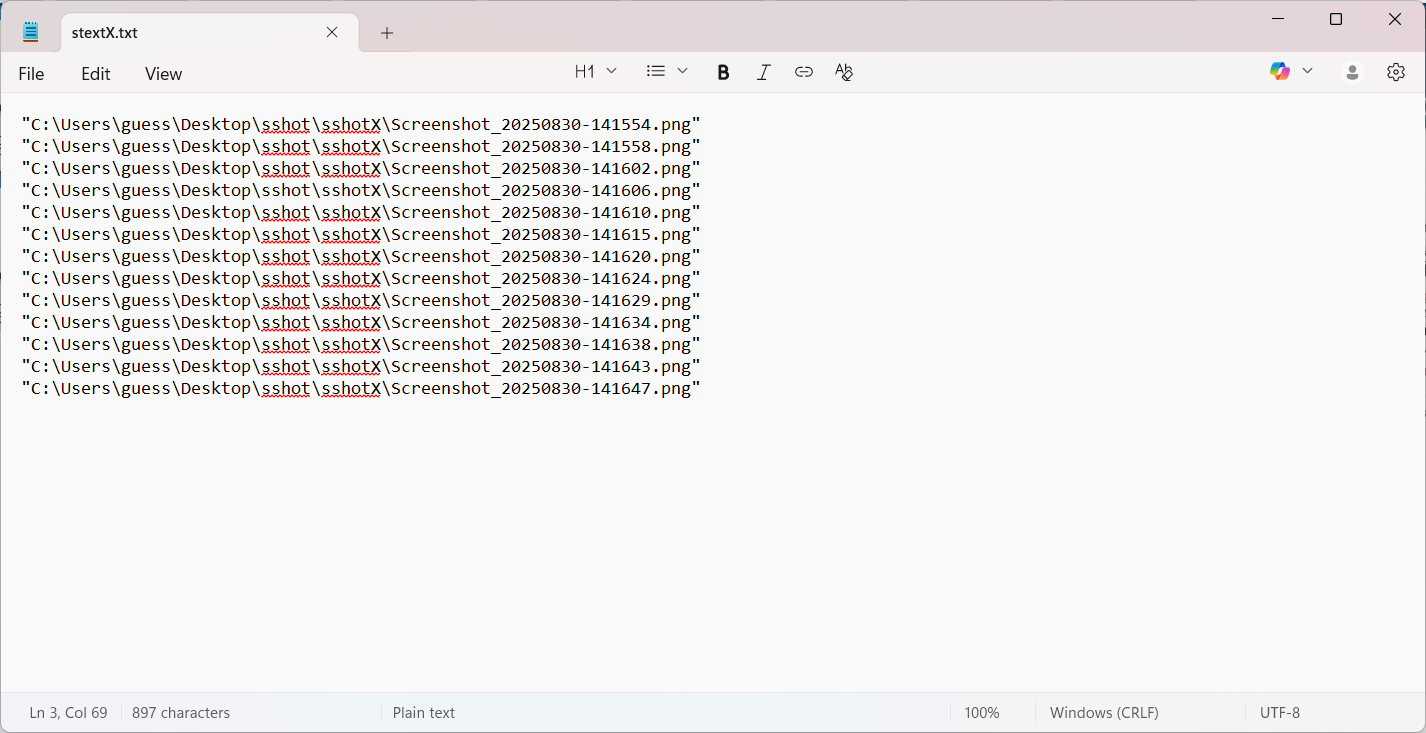 stextX.txt
File Edit View H1 B I
"C:\Users\guess\Desktop\sshot\sshotX\Screenshot_20250830-141554.png"
"C:\Users\guess\Desktop\sshot\sshotX\Screenshot_20250830-141558.png"
"C:\Users\guess\Desktop\sshot\sshotX\Screenshot_20250830-141602.png"
"C:\Users\guess\Desktop\sshot\sshotX\Screenshot_20250830-141606.png"
"C:\Users\guess\Desktop\sshot\sshotX\Screenshot_20250830-141610.png"
"C:\Users\guess\Desktop\sshot\sshotX\Screenshot_20250830-141615.png"
"C:\Users\guess\Desktop\sshot\sshotX\Screenshot_20250830-141620.png"
"C:\Users\guess\Desktop\sshot\sshotX\Screenshot_20250830-141624.png"
"C:\Users\guess\Desktop\sshot\sshotX\Screenshot_20250830-141629.png"
"C:\Users\guess\Desktop\sshot\sshotX\Screenshot_20250830-141634.png"
"C:\Users\guess\Desktop\sshot\sshotX\Screenshot_20250830-141638.png"
"C:\Users\guess\Desktop\sshot\sshotX\Screenshot_20250830-141643.png"
"C:\Users\guess\Desktop\sshot\sshotX\Screenshot_20250830-141647.png"
Ln 3, Col 69 897 characters Plain text 100% Windows (CRLF) UTF-8